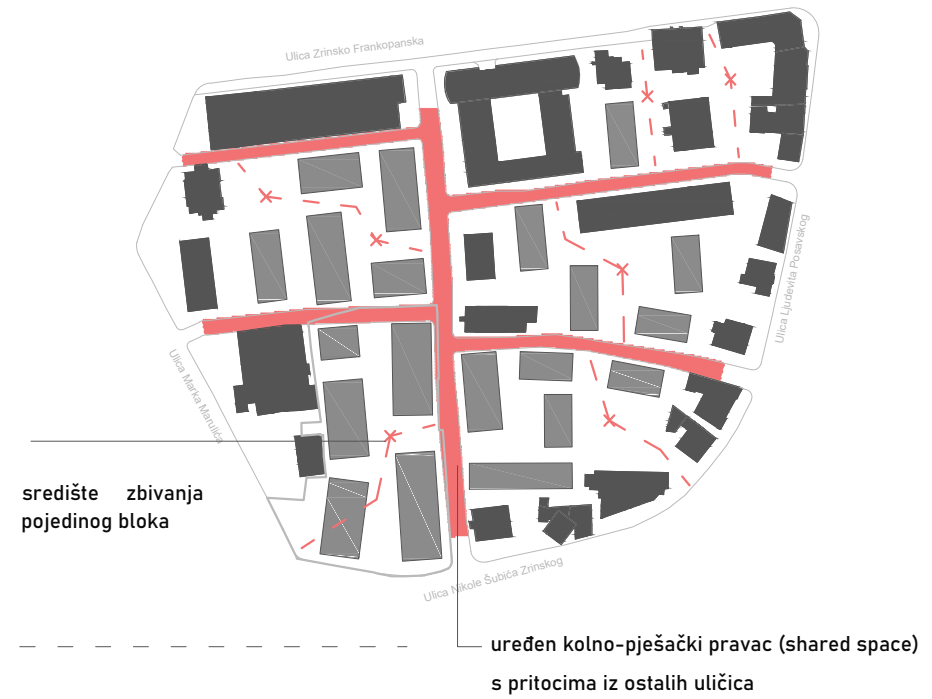 Ulica Zrinsko Frankopanska
Ulica Ljudevita Posavskog
Ulica Marka Marulića
središte zbivanja
pojedinog bloka
Ulica Nikole Šubića Zrinskog
uređen kolno-pješački pravac (shared space)
s pritocima iz ostalih uličica